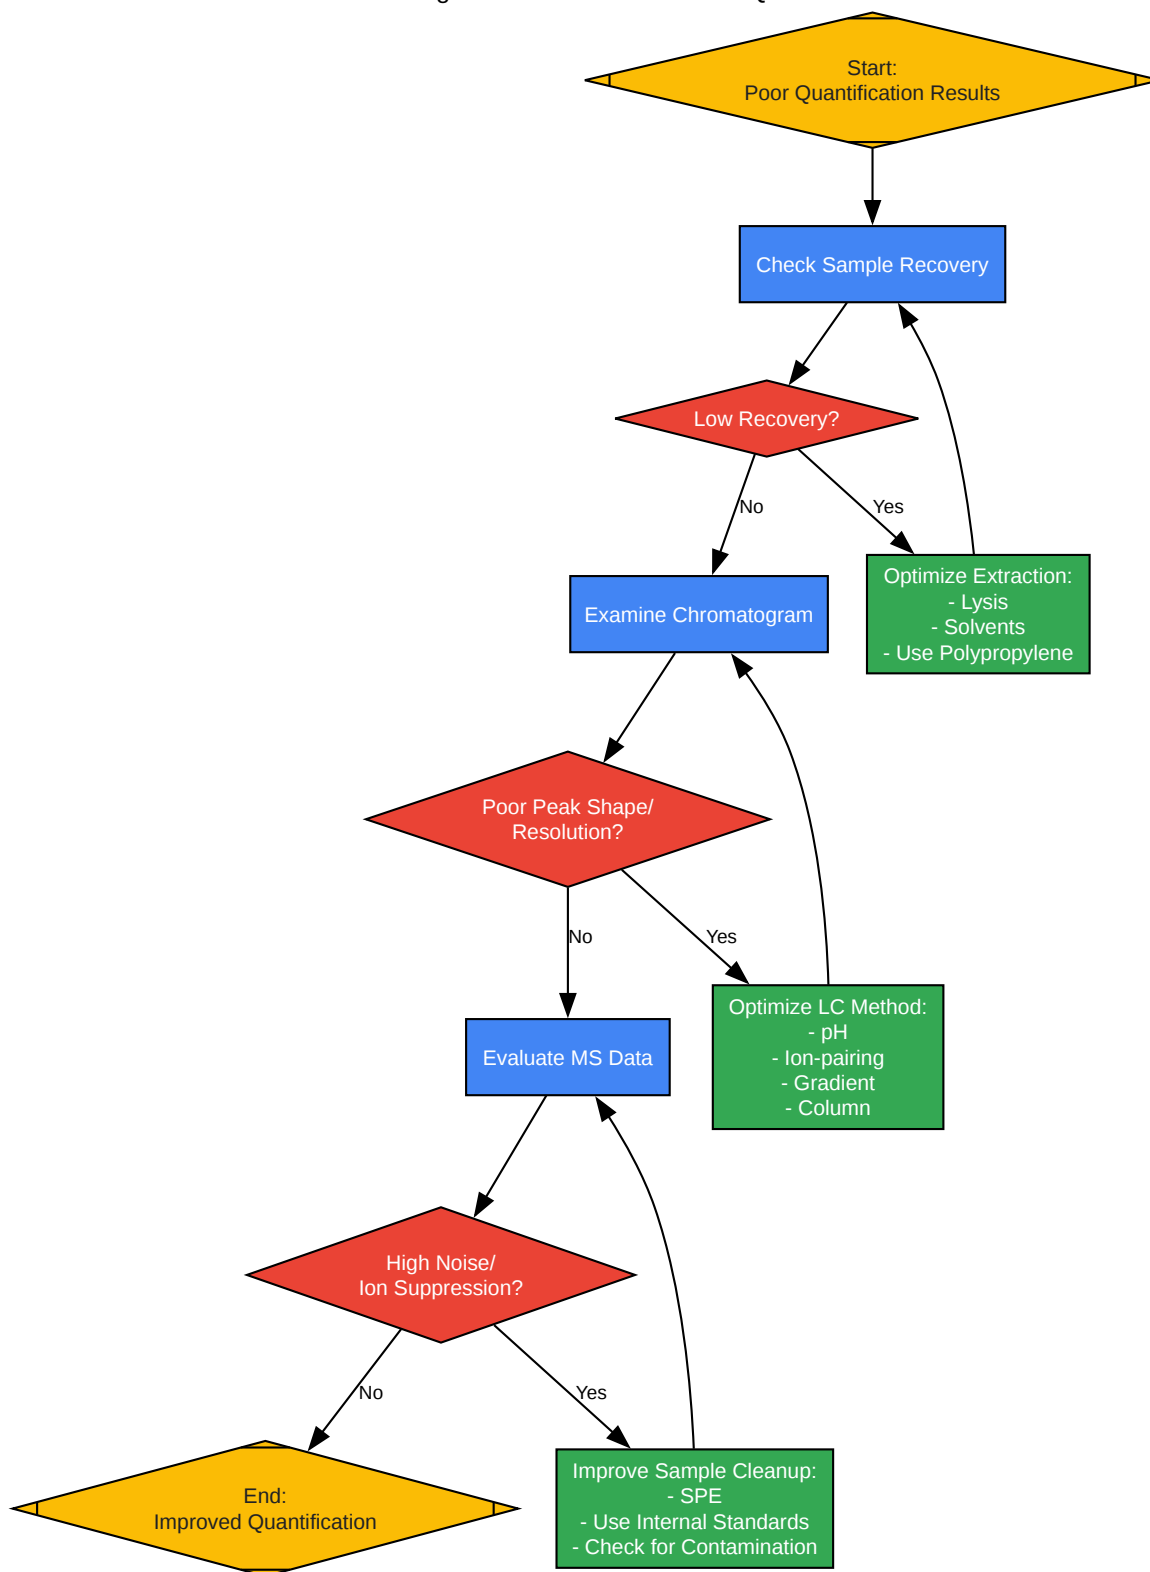 Start:
Poor Quantification Results
Check Sample Recovery
Low Recovery?
No
Yes
Optimize Extraction:
- Lysis
- Solvents
- Use Polypropylene
Examine Chromatogram
Poor Peak Shape/
Resolution?
No
Yes
Optimize LC Method:
- pH
- Ion-pairing
- Gradient
- Column
Evaluate MS Data
High Noise/
Ion Suppression?
No
Yes
Improve Sample Cleanup:
- SPE
- Use Internal Standards
- Check for Contamination
End:
Improved Quantification